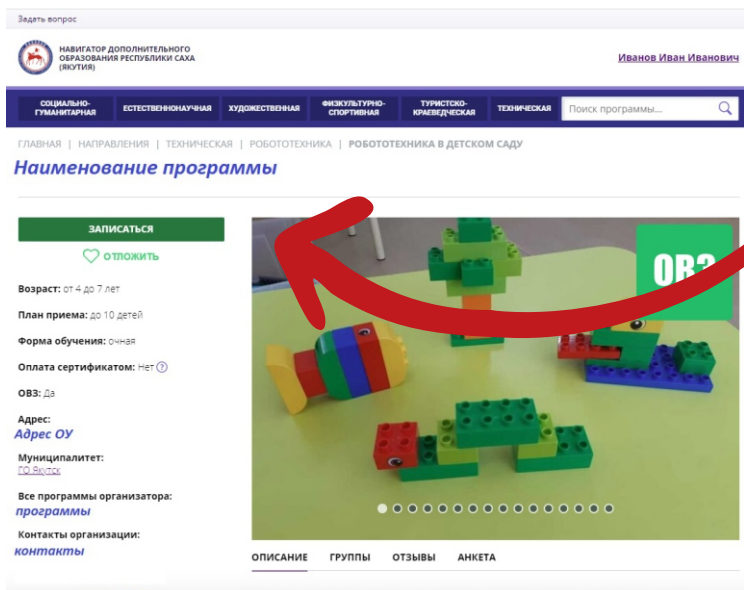 Задать вопрос
НАВИГАТОР ДОПОЛНИТЕЛЬНОГО
ОБРАЗОВАНИЯ РЕСПУБЛИКИ САХА
(ЯКУТИЯ)
Иванов Иван Иванович
СОЦИАЛЬНО-ГУМАНИТАРНАЯ ЕСТЕСТВЕННОНАУЧНАЯ ХУДОЖЕСТВЕННАЯ ФИЗКУЛЬТУРНО-СПОРТИВНАЯ ТУРИСТСКО-КРАЕВЕДЧЕСКАЯ ТЕХНИЧЕСКАЯ Поиск программы...
ГЛАВНАЯ | НАПРАВЛЕНИЯ | ТЕХНИЧЕСКАЯ | РОБОТОТЕХНИКА | РОБОТОТЕХНИКА В ДЕТСКОМ САДУ
Наименование программы
ЗАПИСАТЬСЯ
ОТЛОЖИТЬ
Возраст: от 4 до 7 лет
План приема: до 10 детей
Форма обучения: очная
Оплата сертификатом: Нет ?
ОВЗ: Да
Адрес:
Адрес ОУ
Муниципалитет:
ГО Якутск
Все программы организатора:
программы
Контакты организации:
контакты
ОВЗ
ОПИСАНИЕ ГРУППЫ ОТЗЫВЫ АНКЕТА